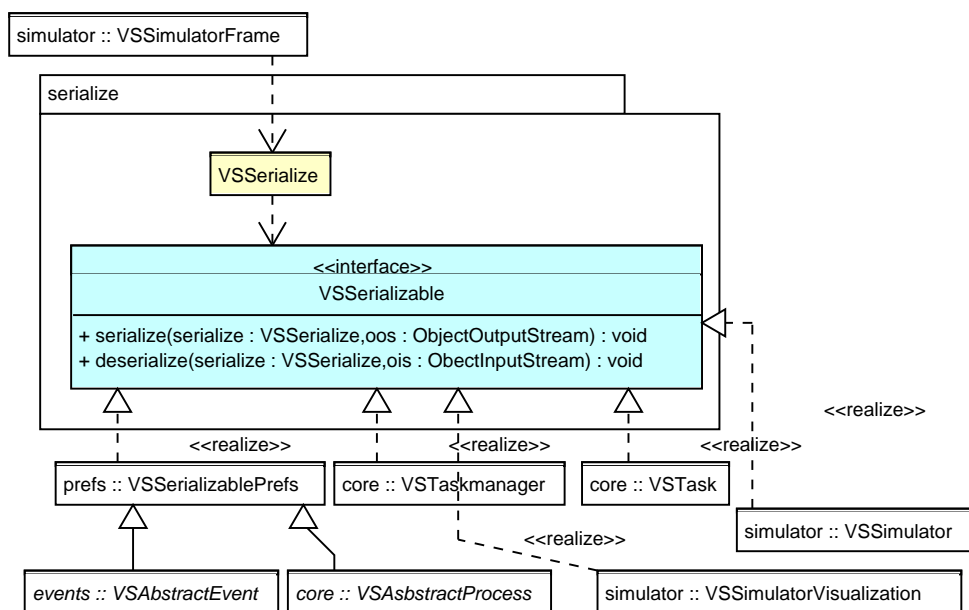 simulator :: VSSimulatorFrame
serialize
VSSerialize
<<interface>>
VSSerializable
+ serialize(serialize : VSSerialize,oos : ObjectOutputStream) : void
+ deserialize(serialize : VSSerialize,ois : ObectInputStream) : void
<<realize>>
<<realize>>
<<realize>>
<<realize>>
prefs :: VSSerializablePrefs
core :: VSTaskmanager
core :: VSTask
simulator :: VSSimulator
<<realize>>
events :: VSAbstractEvent
core :: VSAsbstractProcess
simulator :: VSSimulatorVisualization